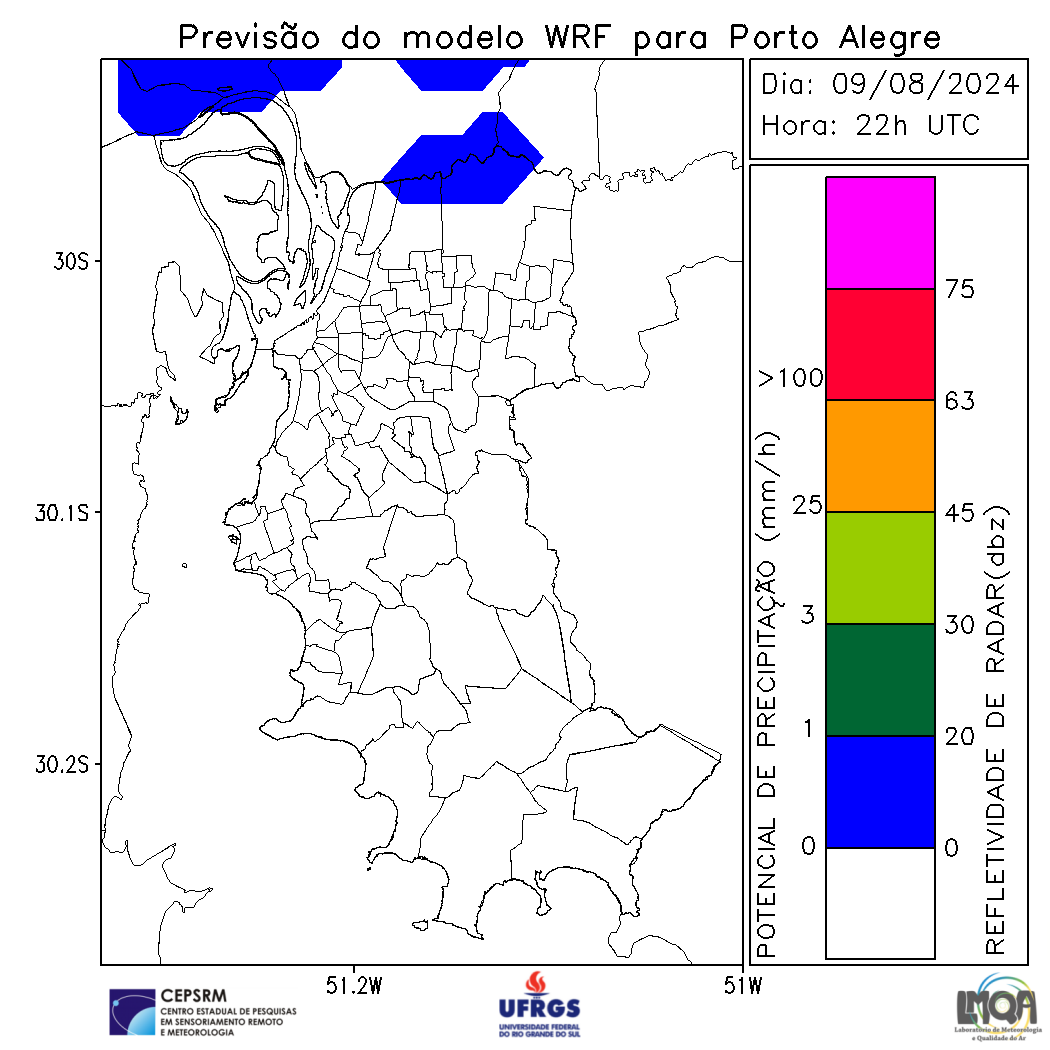 Previsão do modelo WRF para Porto Alegre
Dia: 09/08/2024
Hora: 22h UTC
30S
30.1S
30.2S
51.2W
51W
POTENCIAL DE PRECIPITAÇÃO (mm/h)
>100
25
3
1
0
75
63
45
30
20
0
REFLETIVIDADE DE RADAR(dbz)
CEPSRM
CENTRO ESTADUAL DE PESQUISAS
EM SENSORIAMENTO REMOTO
E METEOROLOGIA
UFRGS
UNIVERSIDADE FEDERAL
DO RIO GRANDE DO SUL
LMQA
Laboratório de Meteorologia
e Qualidade do Ar